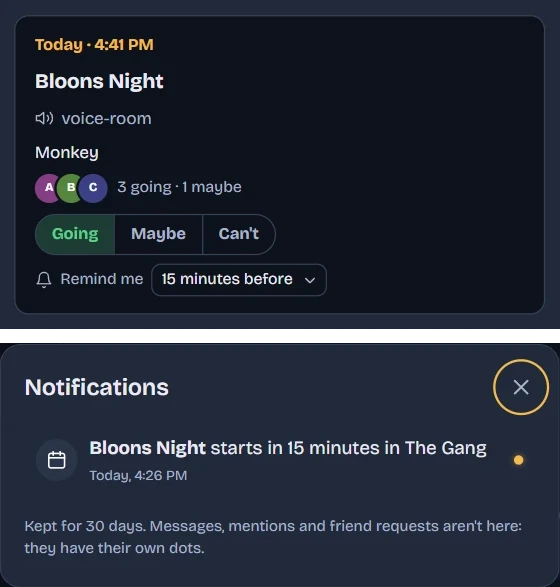 Today · 4:41 PM
Bloons Night
voice-room
Monkey
A B C 3 going · 1 maybe
Going Maybe Can't
Remind me 15 minutes before
Notifications
Bloons Night starts in 15 minutes in The Gang
Today, 4:26 PM
Kept for 30 days. Messages, mentions and friend requests aren't here:
they have their own dots.